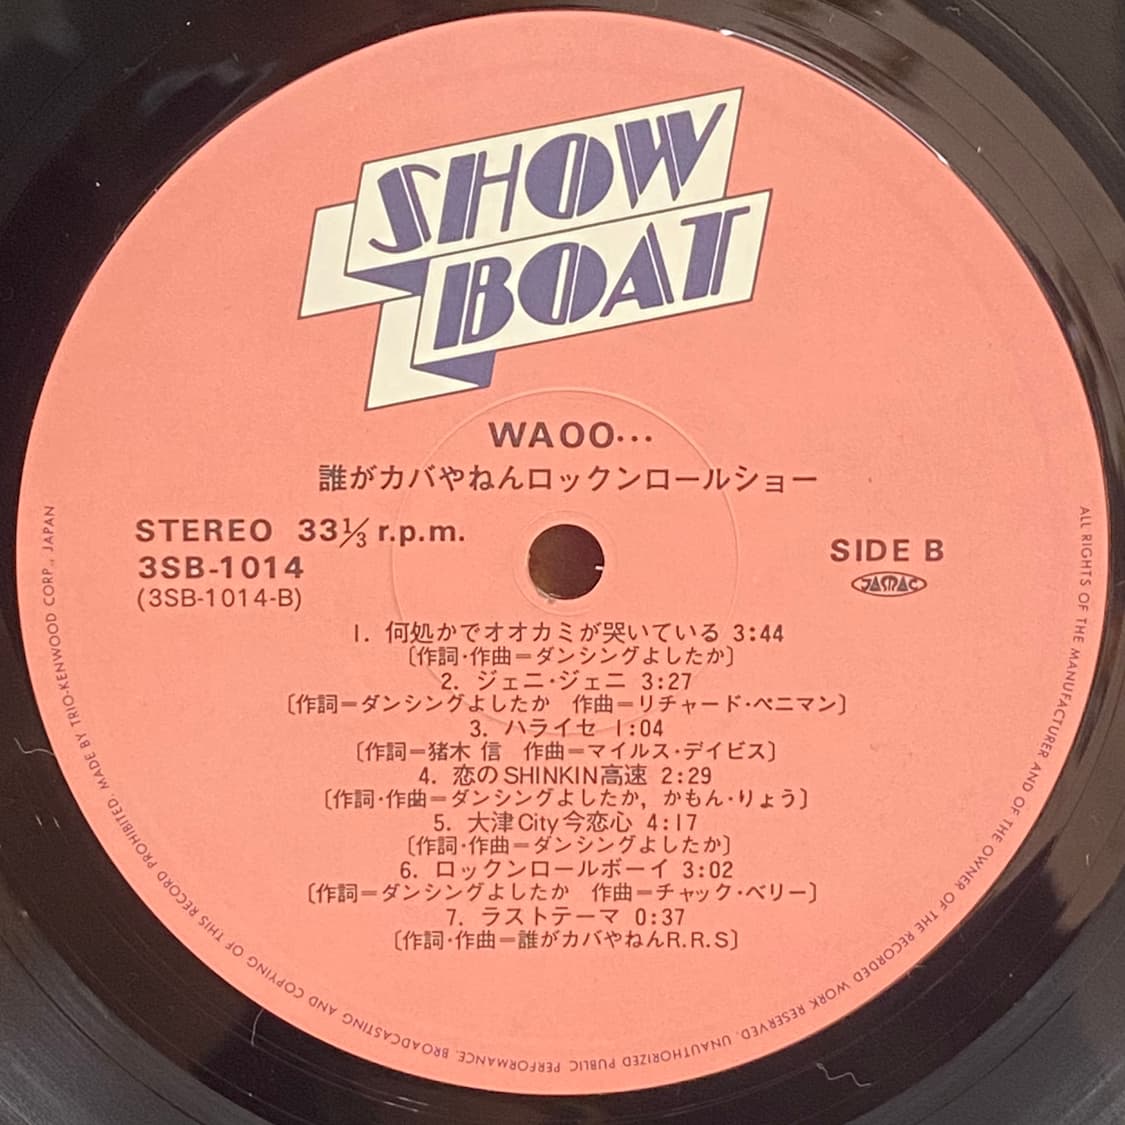 SHOW
BOAT
WAOO…
誰がカバやねんロックンロールショー
STEREO 33⅓ r.p.m.
3SB-1014
(3SB-1014-B)
SIDE B
JASRAC
1. 何処かでオオカミが哭いている 3:44
〔作詞・作曲=ダンシングよしたか〕
2. ジェニ・ジェニ 3:27
〔作詞=ダンシングよしたか 作曲=リチャード・ペニマン〕
3. ハライセ 1:04
〔作詞=猪木 信 作曲=マイルス・デイビス〕
4. 恋のSHINKIN高速 2:29
〔作詞・作曲=ダンシングよしたか, かもん・りょう〕
5. 大津City今恋心 4:17
〔作詞・作曲=ダンシングよしたか〕
6. ロックンロールボーイ 3:02
〔作詞=ダンシングよしたか 作曲=チャック・ベリー〕
7. ラストテーマ 0:37
〔作詞・作曲=誰がカバやねんR.R.S〕
ALL RIGHTS OF THE MANUFACTURER AND OF THE OWNER OF THE RECORDED WORK RESERVED. UNAUTHORIZED PUBLIC PERFORMANCE. BROADCASTING AND COPYING OF THIS RECORD PROHIBITED. MADE BY TRIO-KENWOOD CORP., JAPAN